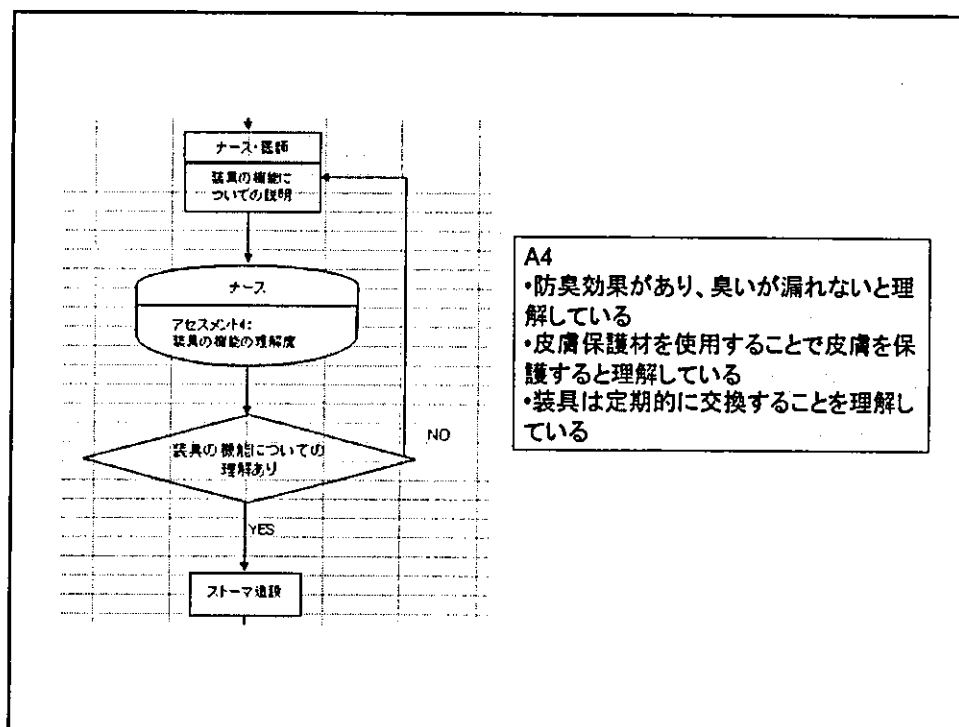 ナース・医師
装具の機能に
ついての説明
ナース
アセスメント4:
装具の機能の理解度
装具の機能についての
理解あり
NO
YES
ストーマ造設
A4
・防臭効果があり、臭いが漏れないと理
解している
・皮膚保護材を使用することで皮膚を保
護すると理解している
・装具は定期的に交換することを理解し
ている